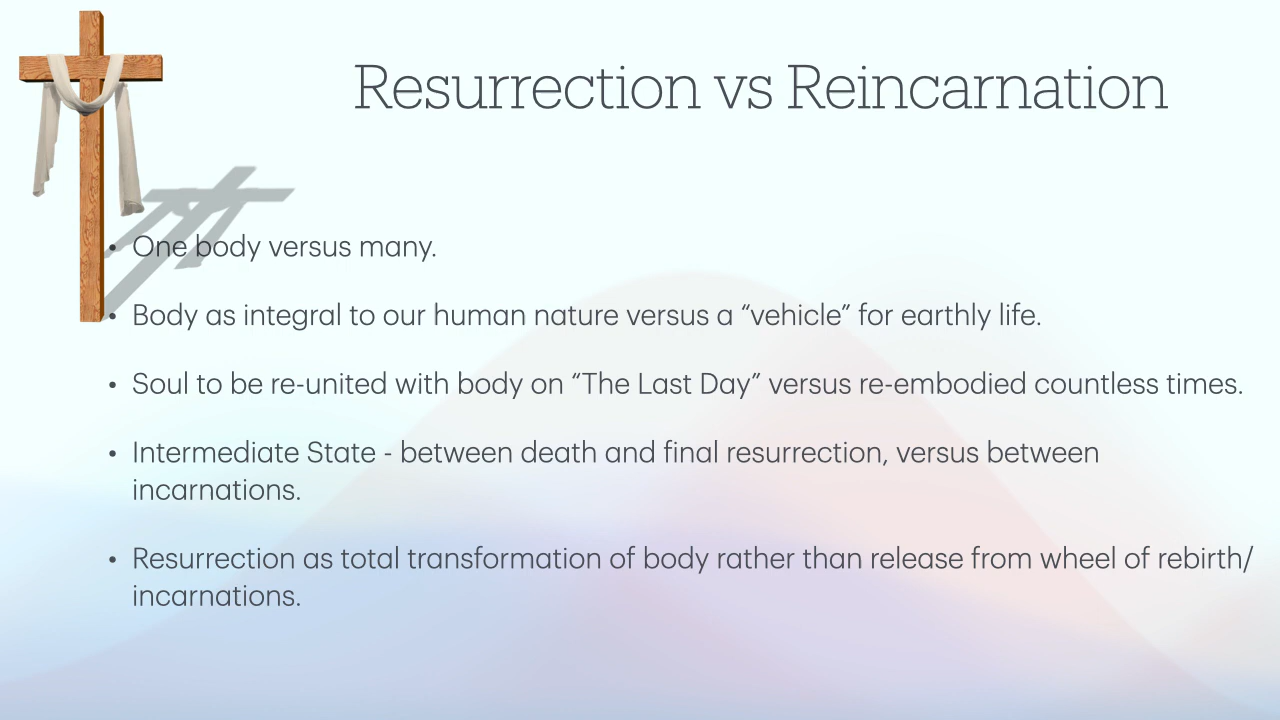 Resurrection vs Reincarnation
• One body versus many.
• Body as integral to our human nature versus a “vehicle” for earthly life.
• Soul to be re-united with body on “The Last Day” versus re-embodied countless times.
• Intermediate State - between death and final resurrection, versus between
incarnations.
• Resurrection as total transformation of body rather than release from wheel of rebirth/
incarnations.